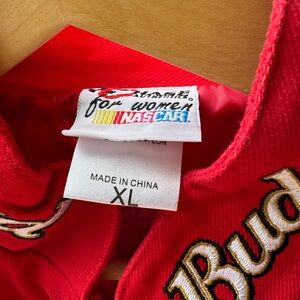 for women
NASCAR
MADE IN CHINA
XL
Bud